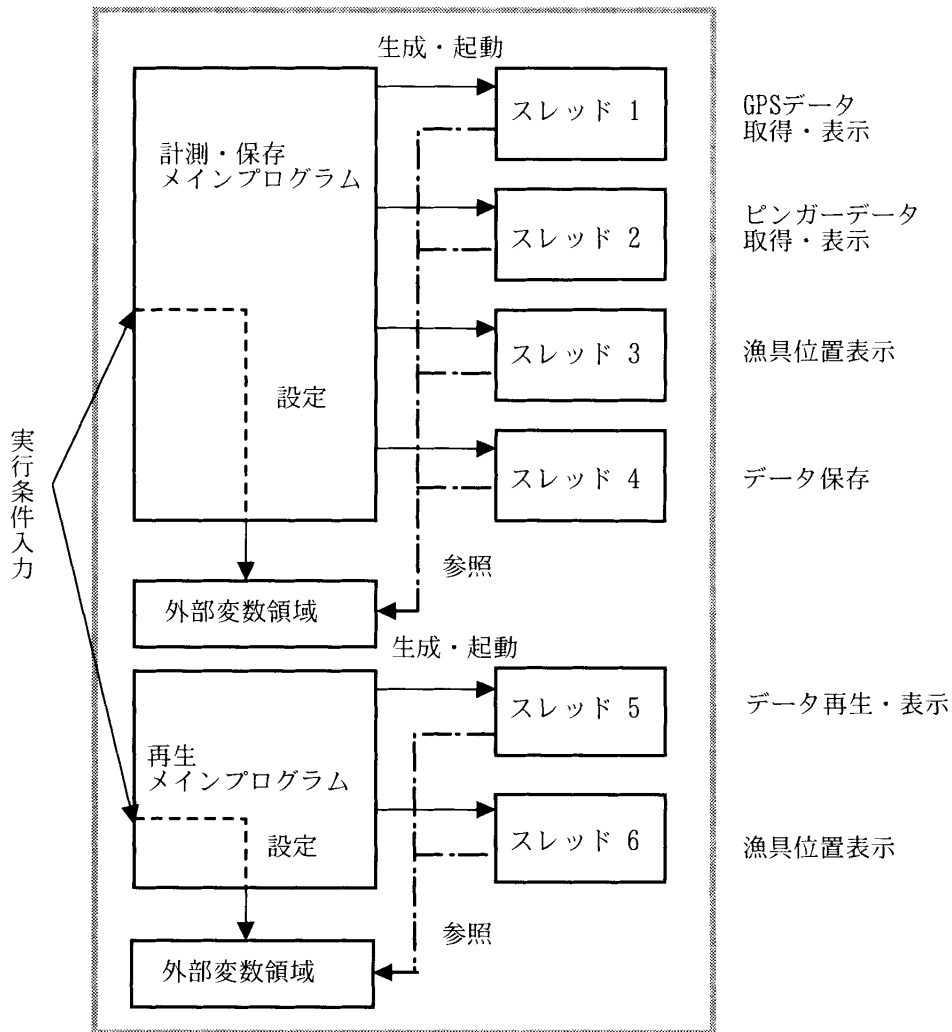 生成・起動
計測・保存
メインプログラム
スレッド 1
GPSデータ
取得・表示
スレッド 2
ピンガーデータ
取得・表示
スレッド 3
漁具位置表示
設定
スレッド 4
データ保存
実行条件入力
参照
外部変数領域
生成・起動
再生
メインプログラム
スレッド 5
データ再生・表示
設定
スレッド 6
漁具位置表示
参照
外部変数領域